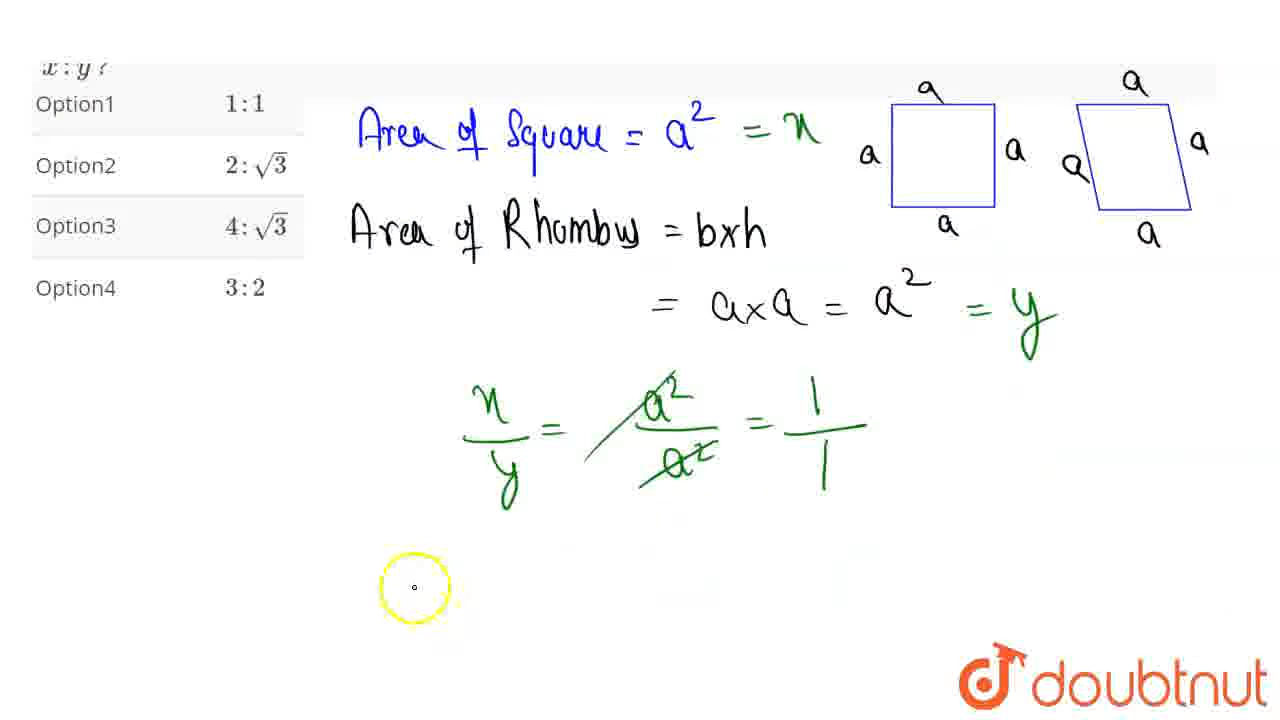 x : y ?
Option1 1 : 1
Option2 2 : √3
Option3 4 : √3
Option4 3 : 2
Area of Square = a² = x
Area of Rhombus = b×h
= a×a = a² = y
x/y = a²/a² = 1/1
a
a
a
a
a
a
a
a
doubtnut